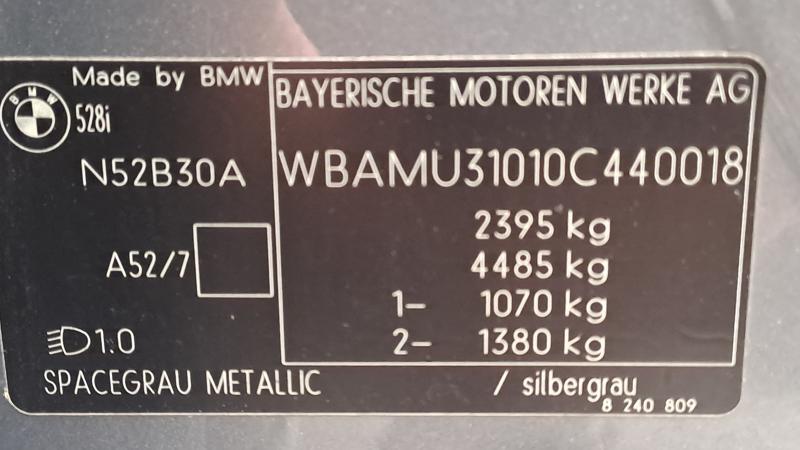 Made by BMW
BMW
528i
BAYERISCHE MOTOREN WERKE AG
N52B30A
WBAMU31010C440018
2395 kg
A52/7
4485 kg
1- 1070 kg
1.0
2- 1380 kg
SPACEGRAU METALLIC / silbergrau
8 240 809